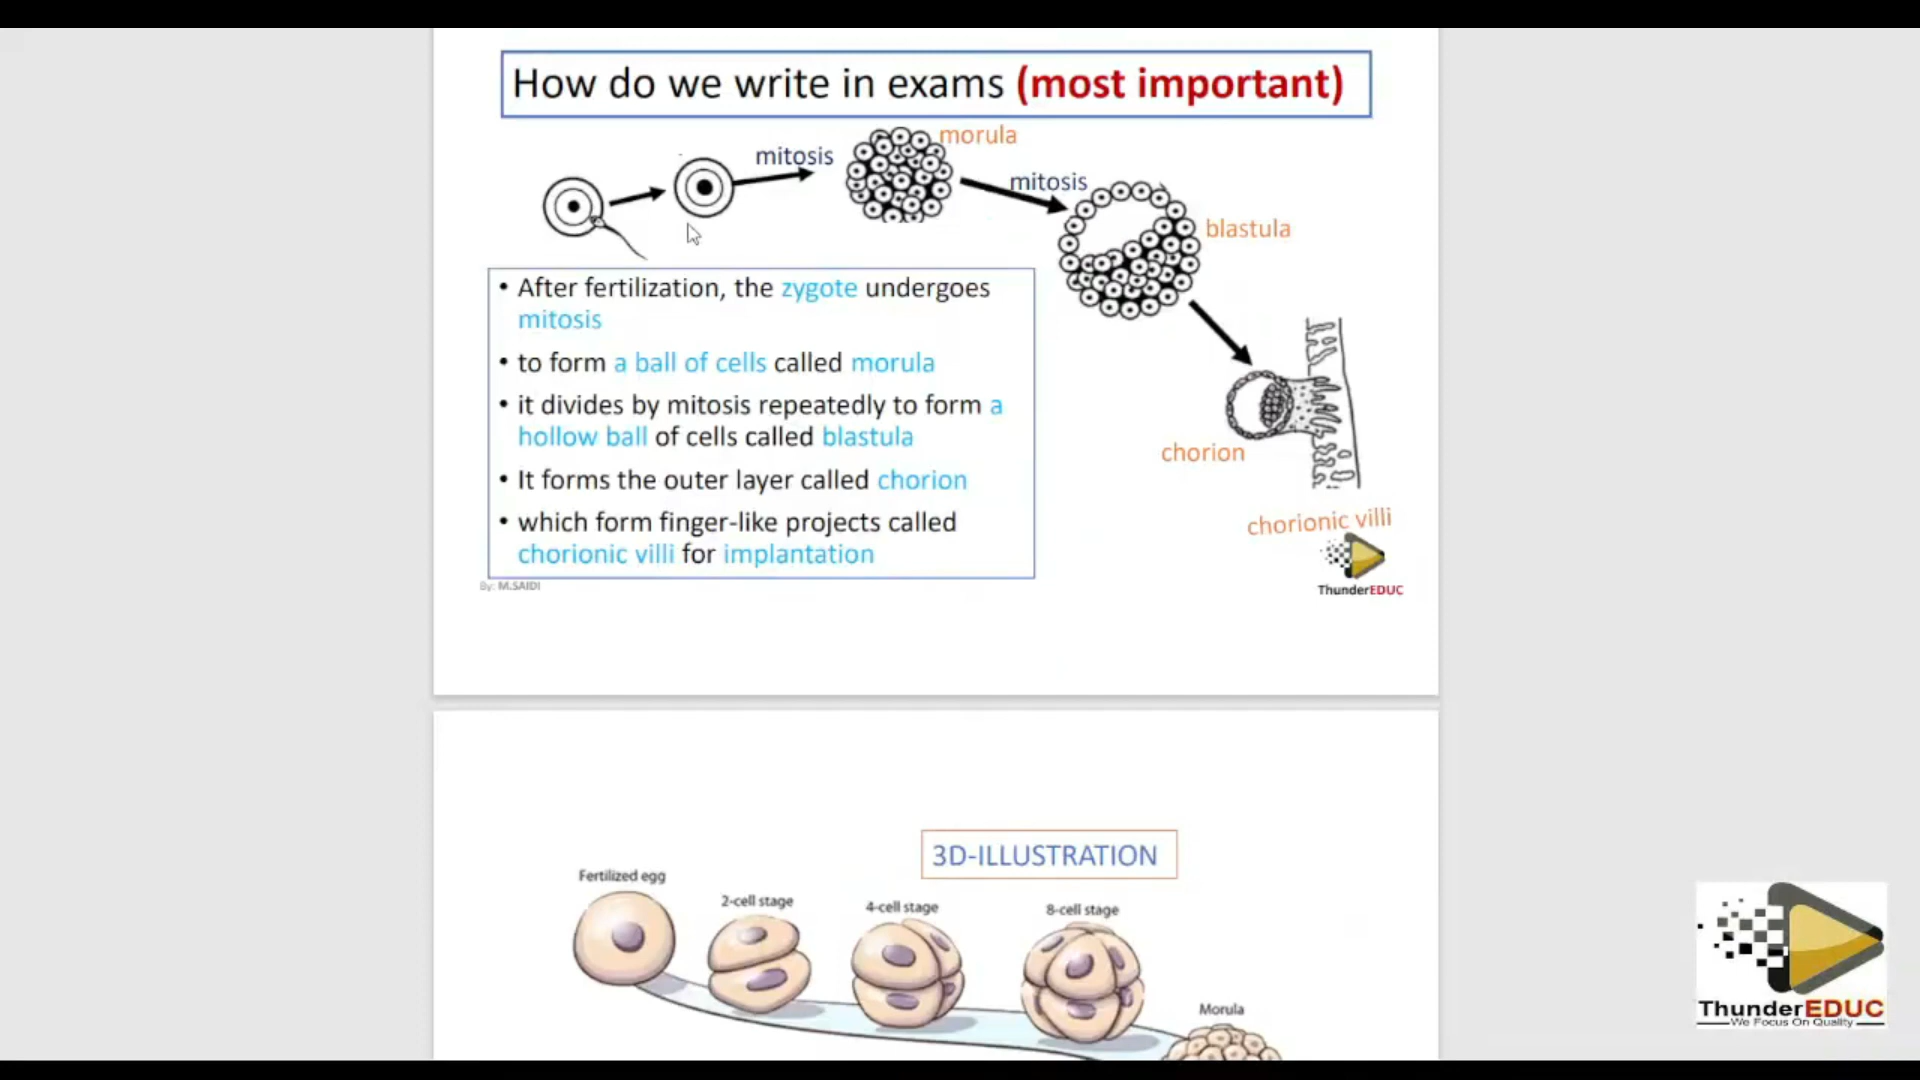 How do we write in exams (most important)
morula
mitosis
mitosis
blastula
• After fertilization, the zygote undergoes
mitosis
• to form a ball of cells called morula
• it divides by mitosis repeatedly to form a
hollow ball of cells called blastula
• It forms the outer layer called chorion
• which form finger-like projects called
chorionic villi for implantation
chorion
chorionic villi
By: M.SAIDI
ThunderEDUC
3D-ILLUSTRATION
Fertilized egg
2-cell stage
4-cell stage
8-cell stage
Morula
ThunderEDUC
We Focus On Quality